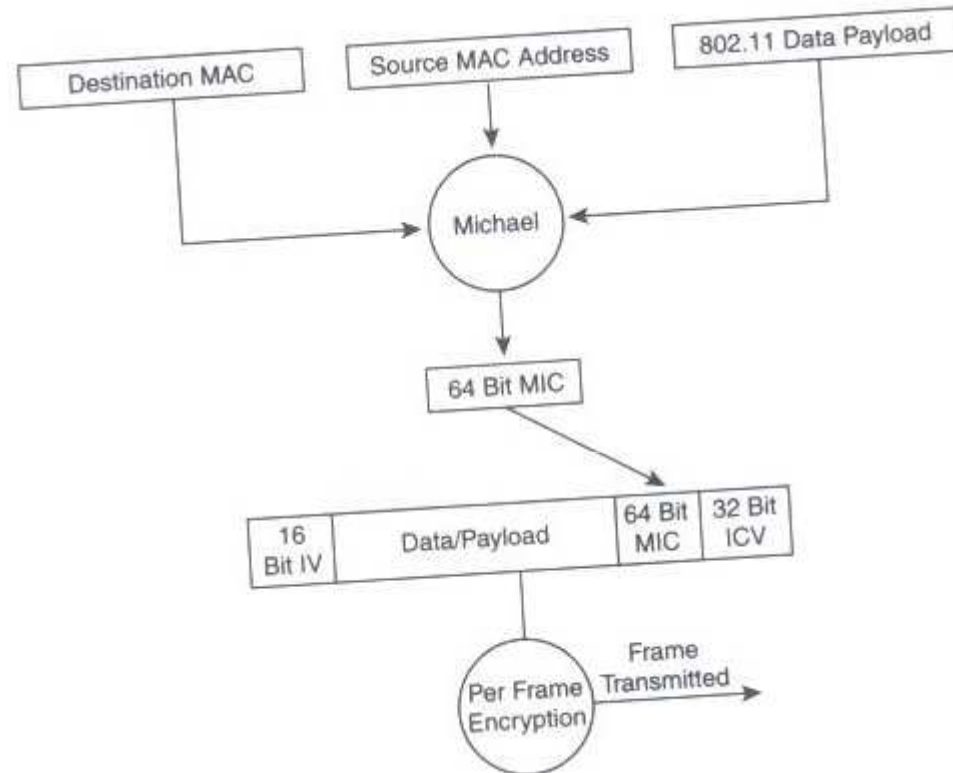 Destination MAC
Source MAC Address
802.11 Data Payload
Michael
64 Bit MIC
16
Bit IV
Data/Payload
64 Bit
MIC
32 Bit
ICV
Per Frame
Encryption
Frame
Transmitted